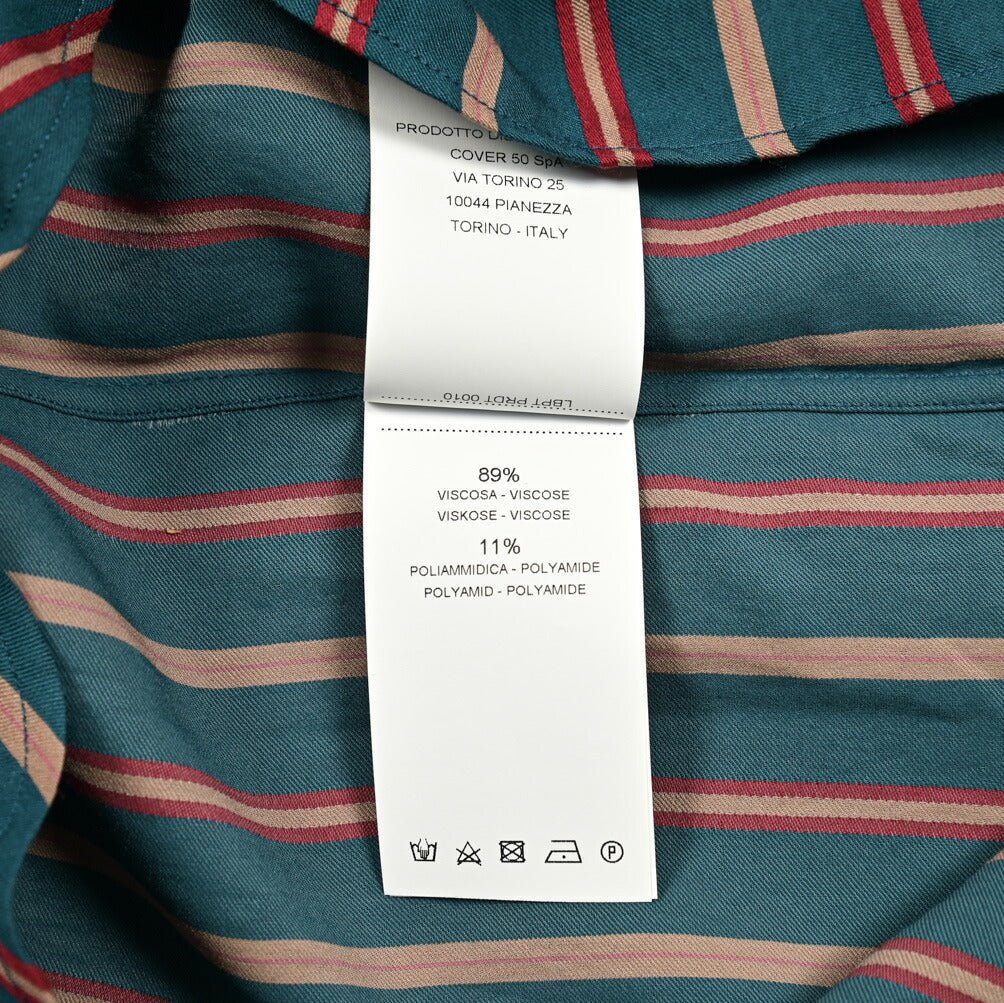 PRODOTTO
COVER 50 SpA
VIA TORINO 25
10044 PIANEZZA
TORINO - ITALY
LBPT PRDT 0010
89%
VISCOSA - VISCOSE
VISKOSE - VISCOSE
11%
POLIAMMIDICA - POLYAMIDE
POLYAMID - POLYAMIDE
P